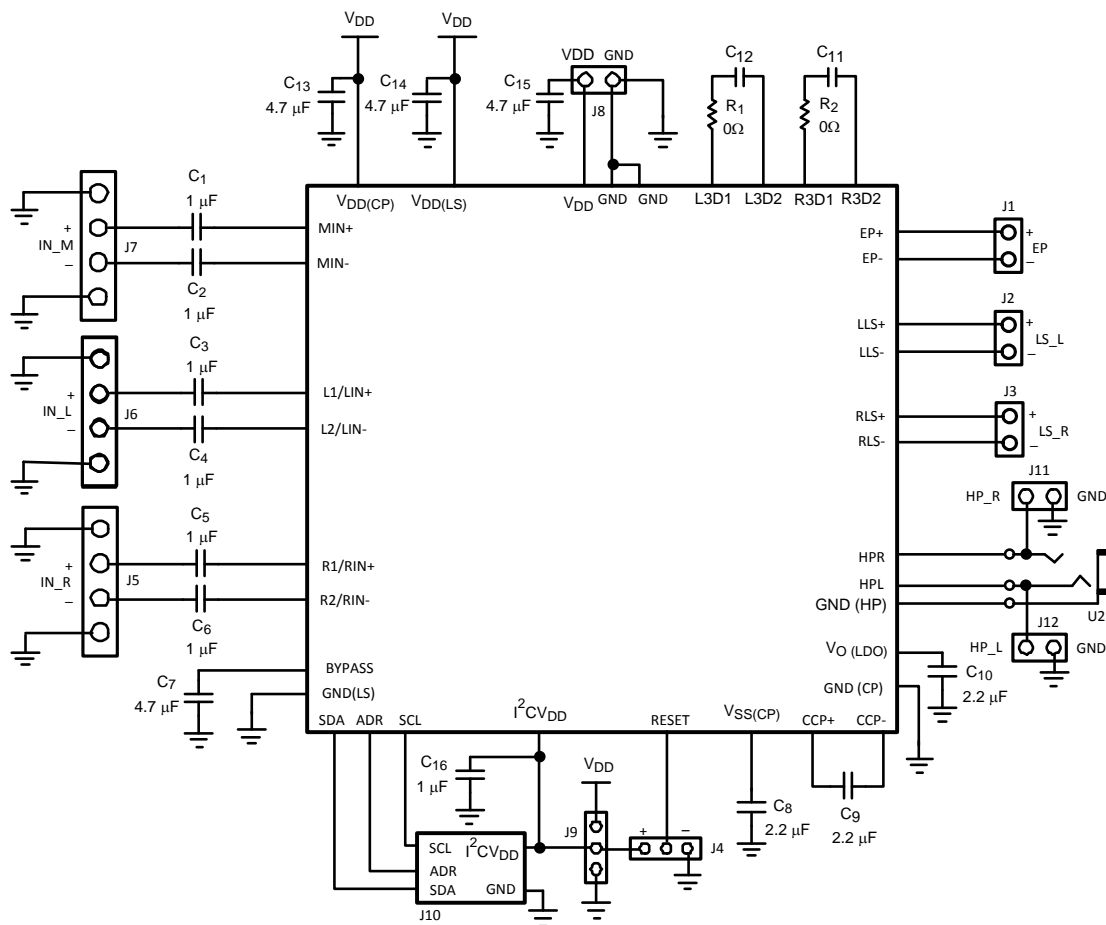 VDD VDD
C13 4.7 µF
C14 4.7 µF
C15 4.7 µF
VDD GND
J8
C12
R1 0Ω
C11
R2 0Ω
VDD(CP) VDD(LS) VDD GND GND L3D1 L3D2 R3D1 R3D2
C1
1 µF
+
IN_M
–
J7
C2
1 µF
MIN+
MIN-
C3
1 µF
+
IN_L
–
J6
C4
1 µF
L1/LIN+
L2/LIN-
C5
1 µF
+
IN_R
–
J5
C6
1 µF
R1/RIN+
R2/RIN-
C7
4.7 µF
BYPASS
GND(LS)
EP+
EP-
J1
+
EP
–
LLS+
LLS-
J2
+
LS_L
–
RLS+
RLS-
J3
+
LS_R
–
J11
HP_R GND
HPR
HPL
GND (HP)
U2
J12
HP_L GND
VO (LDO)
C10
2.2 µF
GND (CP)
SDA ADR SCL I2CVDD RESET VSS(CP) CCP+ CCP-
C16
1 µF
VDD
C8
2.2 µF
C9
2.2 µF
J9
+ –
J4
SCL I2CVDD
ADR
SDA GND
J10